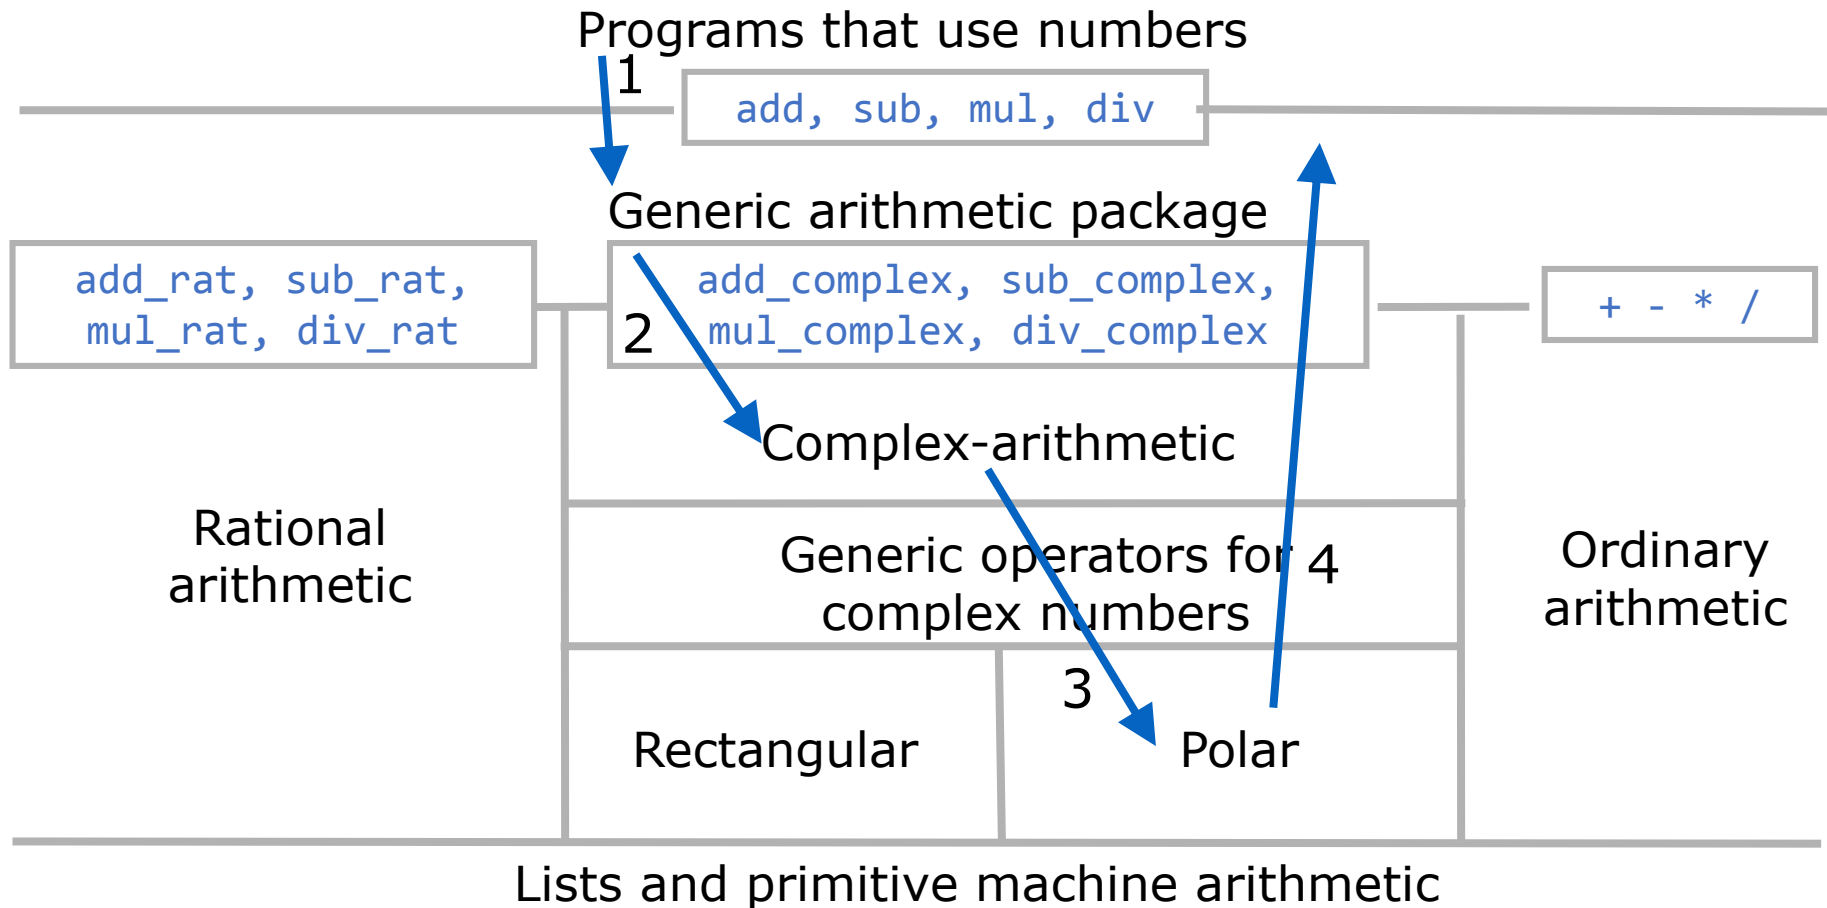 Programs that use numbers
1
add, sub, mul, div
Generic arithmetic package
add_rat, sub_rat,
mul_rat, div_rat
add_complex, sub_complex,
mul_complex, div_complex
+ - * /
2
Complex-arithmetic
Rational
arithmetic
Generic operators for
complex numbers
4
Ordinary
arithmetic
3
Rectangular
Polar
Lists and primitive machine arithmetic